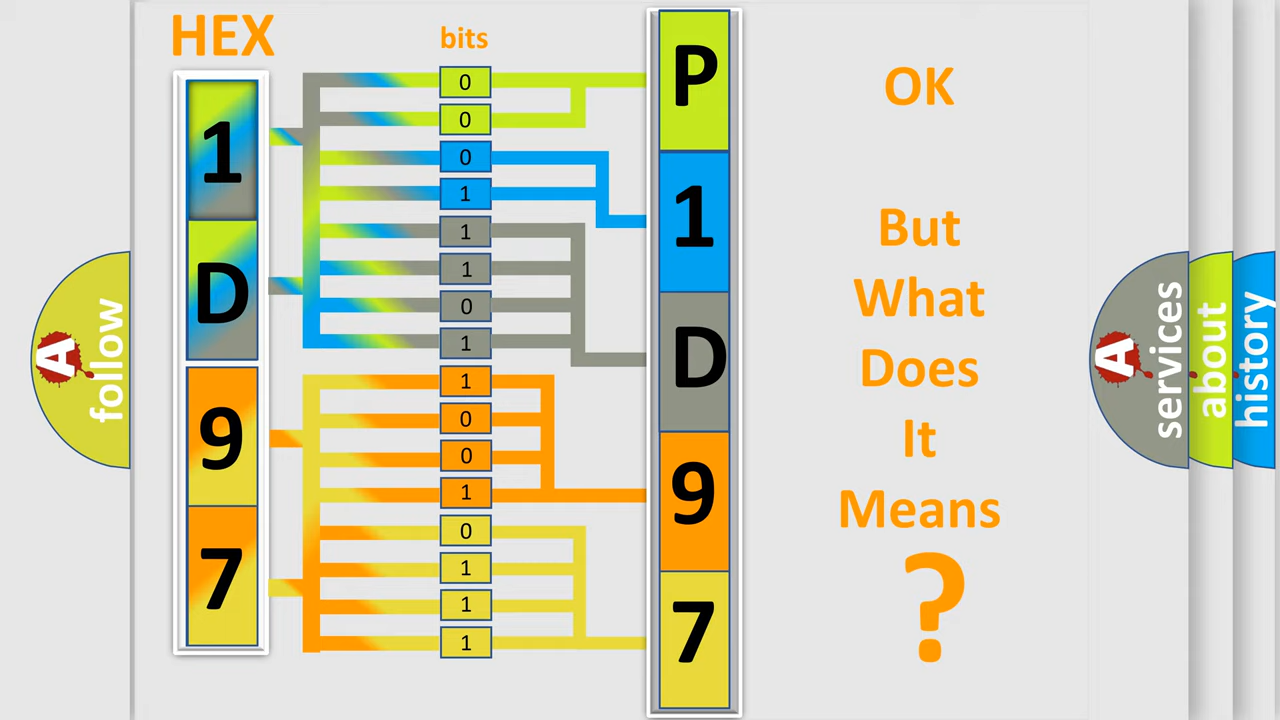 HEX
bits
1
D
9
7
0
0
0
1
1
1
0
1
1
0
0
1
0
1
1
1
P
1
D
9
7
OK
But
What
Does
It
Means
?
A
follow
A
services
about
history